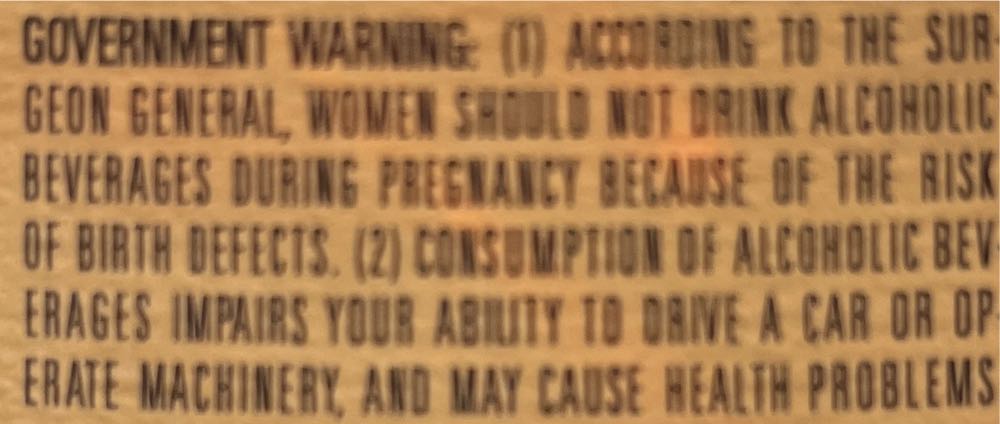 GOVERNMENT WARNING: (1) ACCORDING TO THE SUR-
GEON GENERAL, WOMEN SHOULD NOT DRINK ALCOHOLIC
BEVERAGES DURING PREGNANCY BECAUSE OF THE RISK
OF BIRTH DEFECTS. (2) CONSUMPTION OF ALCOHOLIC BEV
ERAGES IMPAIRS YOUR ABILITY TO DRIVE A CAR OR OP-
ERATE MACHINERY, AND MAY CAUSE HEALTH PROBLEMS